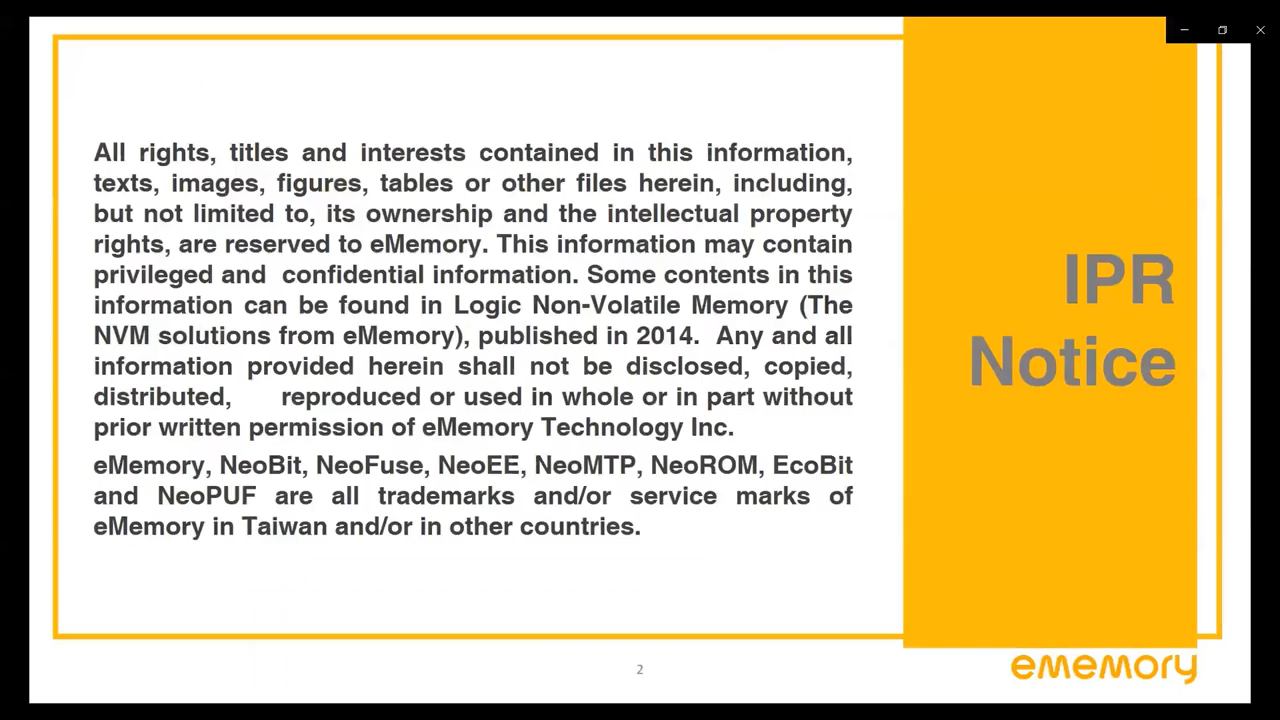 All rights, titles and interests contained in this information,
texts, images, figures, tables or other files herein, including,
but not limited to, its ownership and the intellectual property
rights, are reserved to eMemory. This information may contain
privileged and confidential information. Some contents in this
information can be found in Logic Non-Volatile Memory (The
NVM solutions from eMemory), published in 2014. Any and all
information provided herein shall not be disclosed, copied,
distributed, reproduced or used in whole or in part without
prior written permission of eMemory Technology Inc.
eMemory, NeoBit, NeoFuse, NeoEE, NeoMTP, NeoROM, EcoBit
and NeoPUF are all trademarks and/or service marks of
eMemory in Taiwan and/or in other countries.
IPR
Notice
2
ememory